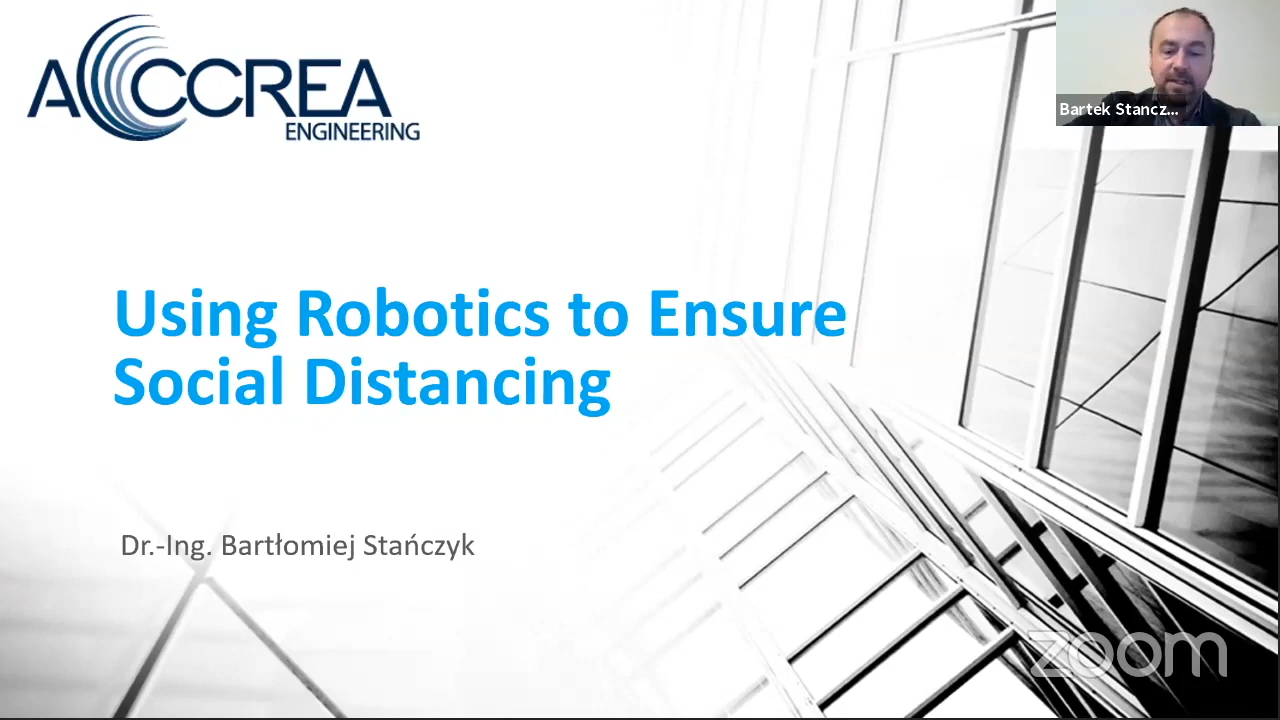 ACCREA
ENGINEERING
Bartek Stancz...
Using Robotics to Ensure
Social Distancing
Dr.-Ing. Bartłomiej Stańczyk
zoom